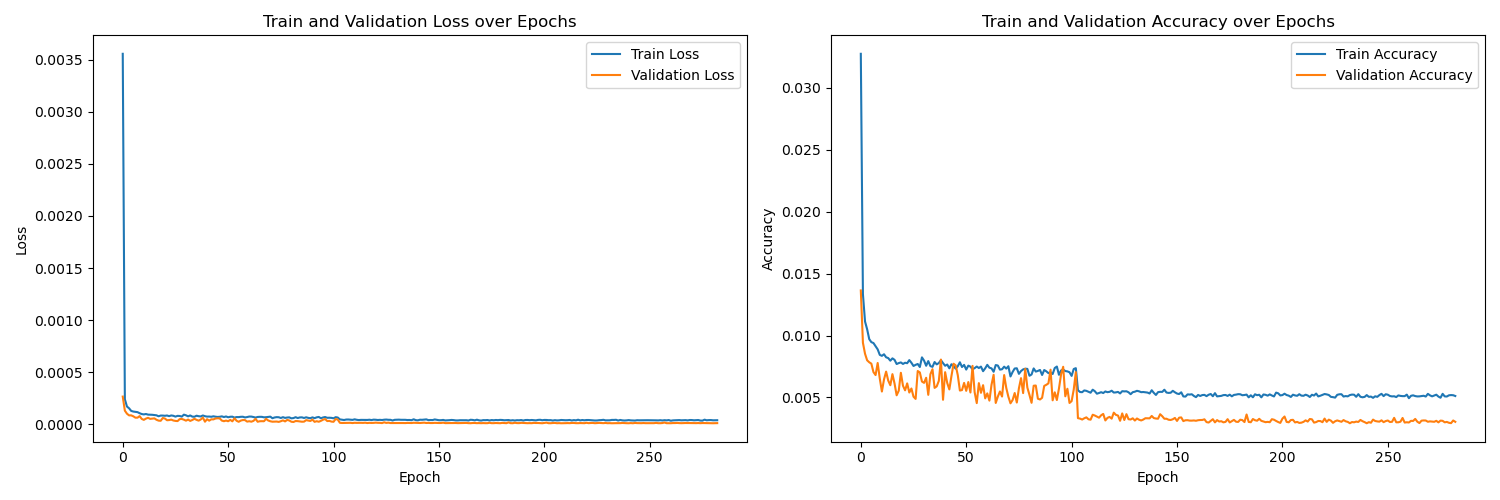 Train and Validation Loss over Epochs
Train Loss
Validation Loss
0.0035
0.0030
0.0025
0.0020
0.0015
0.0010
0.0005
0.0000
Loss
0 50 100 150 200 250
Epoch
Train and Validation Accuracy over Epochs
Train Accuracy
Validation Accuracy
0.030
0.025
0.020
0.015
0.010
0.005
Accuracy
0 50 100 150 200 250
Epoch